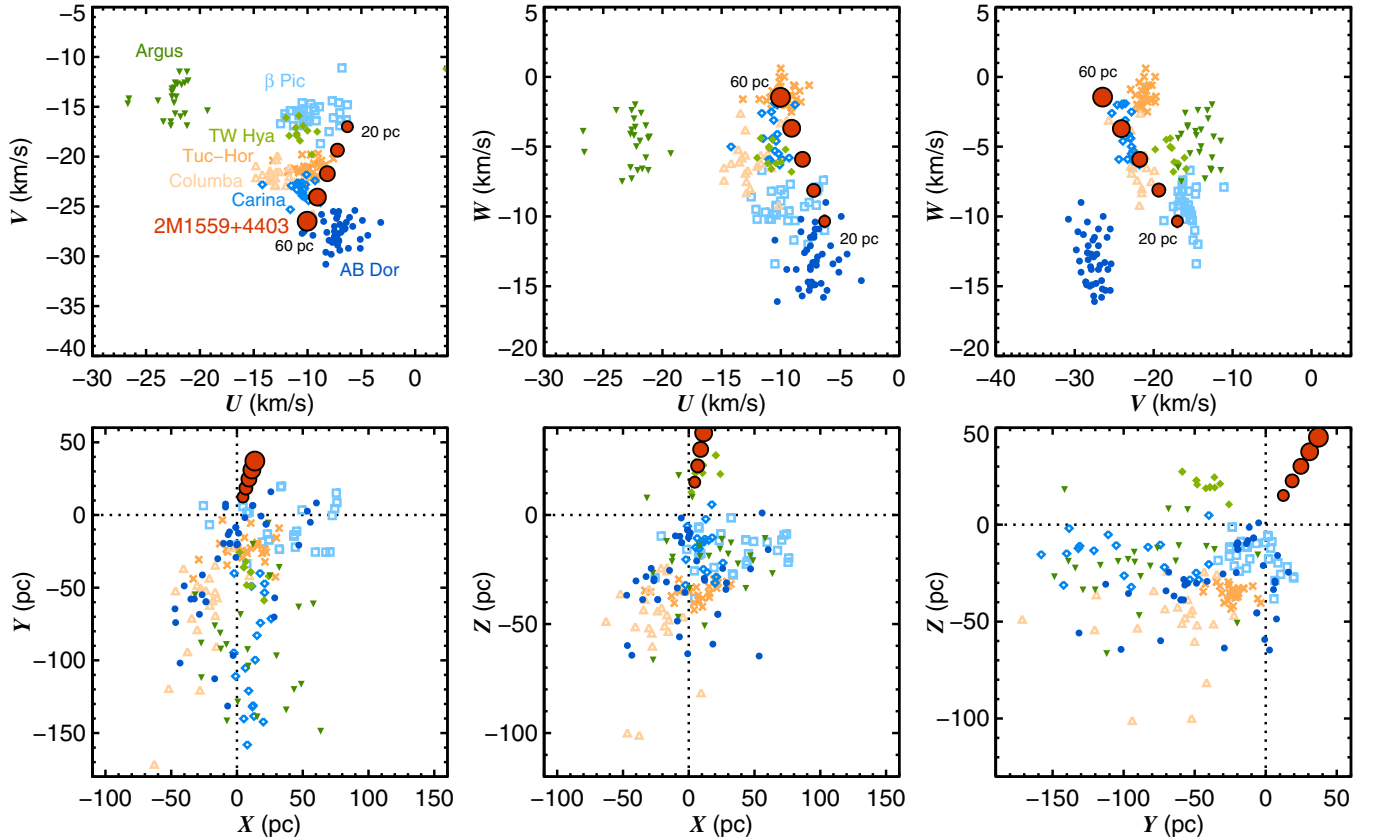 −5
−10
−15
−20
−25
−30
−35
−40
V (km/s)
Argus
β Pic
TW Hya
Tuc-Hor
Columba
Carina
2M1559+4403
AB Dor
20 pc
60 pc
−30 −25 −20 −15 −10 −5 0
U (km/s)
5
0
−5
−10
−15
−20
W (km/s)
60 pc
20 pc
−30 −25 −20 −15 −10 −5 0
U (km/s)
5
0
−5
−10
−15
−20
W (km/s)
60 pc
20 pc
−40 −30 −20 −10 0
V (km/s)
50
0
−50
−100
−150
Y (pc)
−100 −50 0 50 100 150
X (pc)
0
−50
−100
Z (pc)
−100 −50 0 50 100 150
X (pc)
50
0
−50
−100
Z (pc)
−150 −100 −50 0 50
Y (pc)